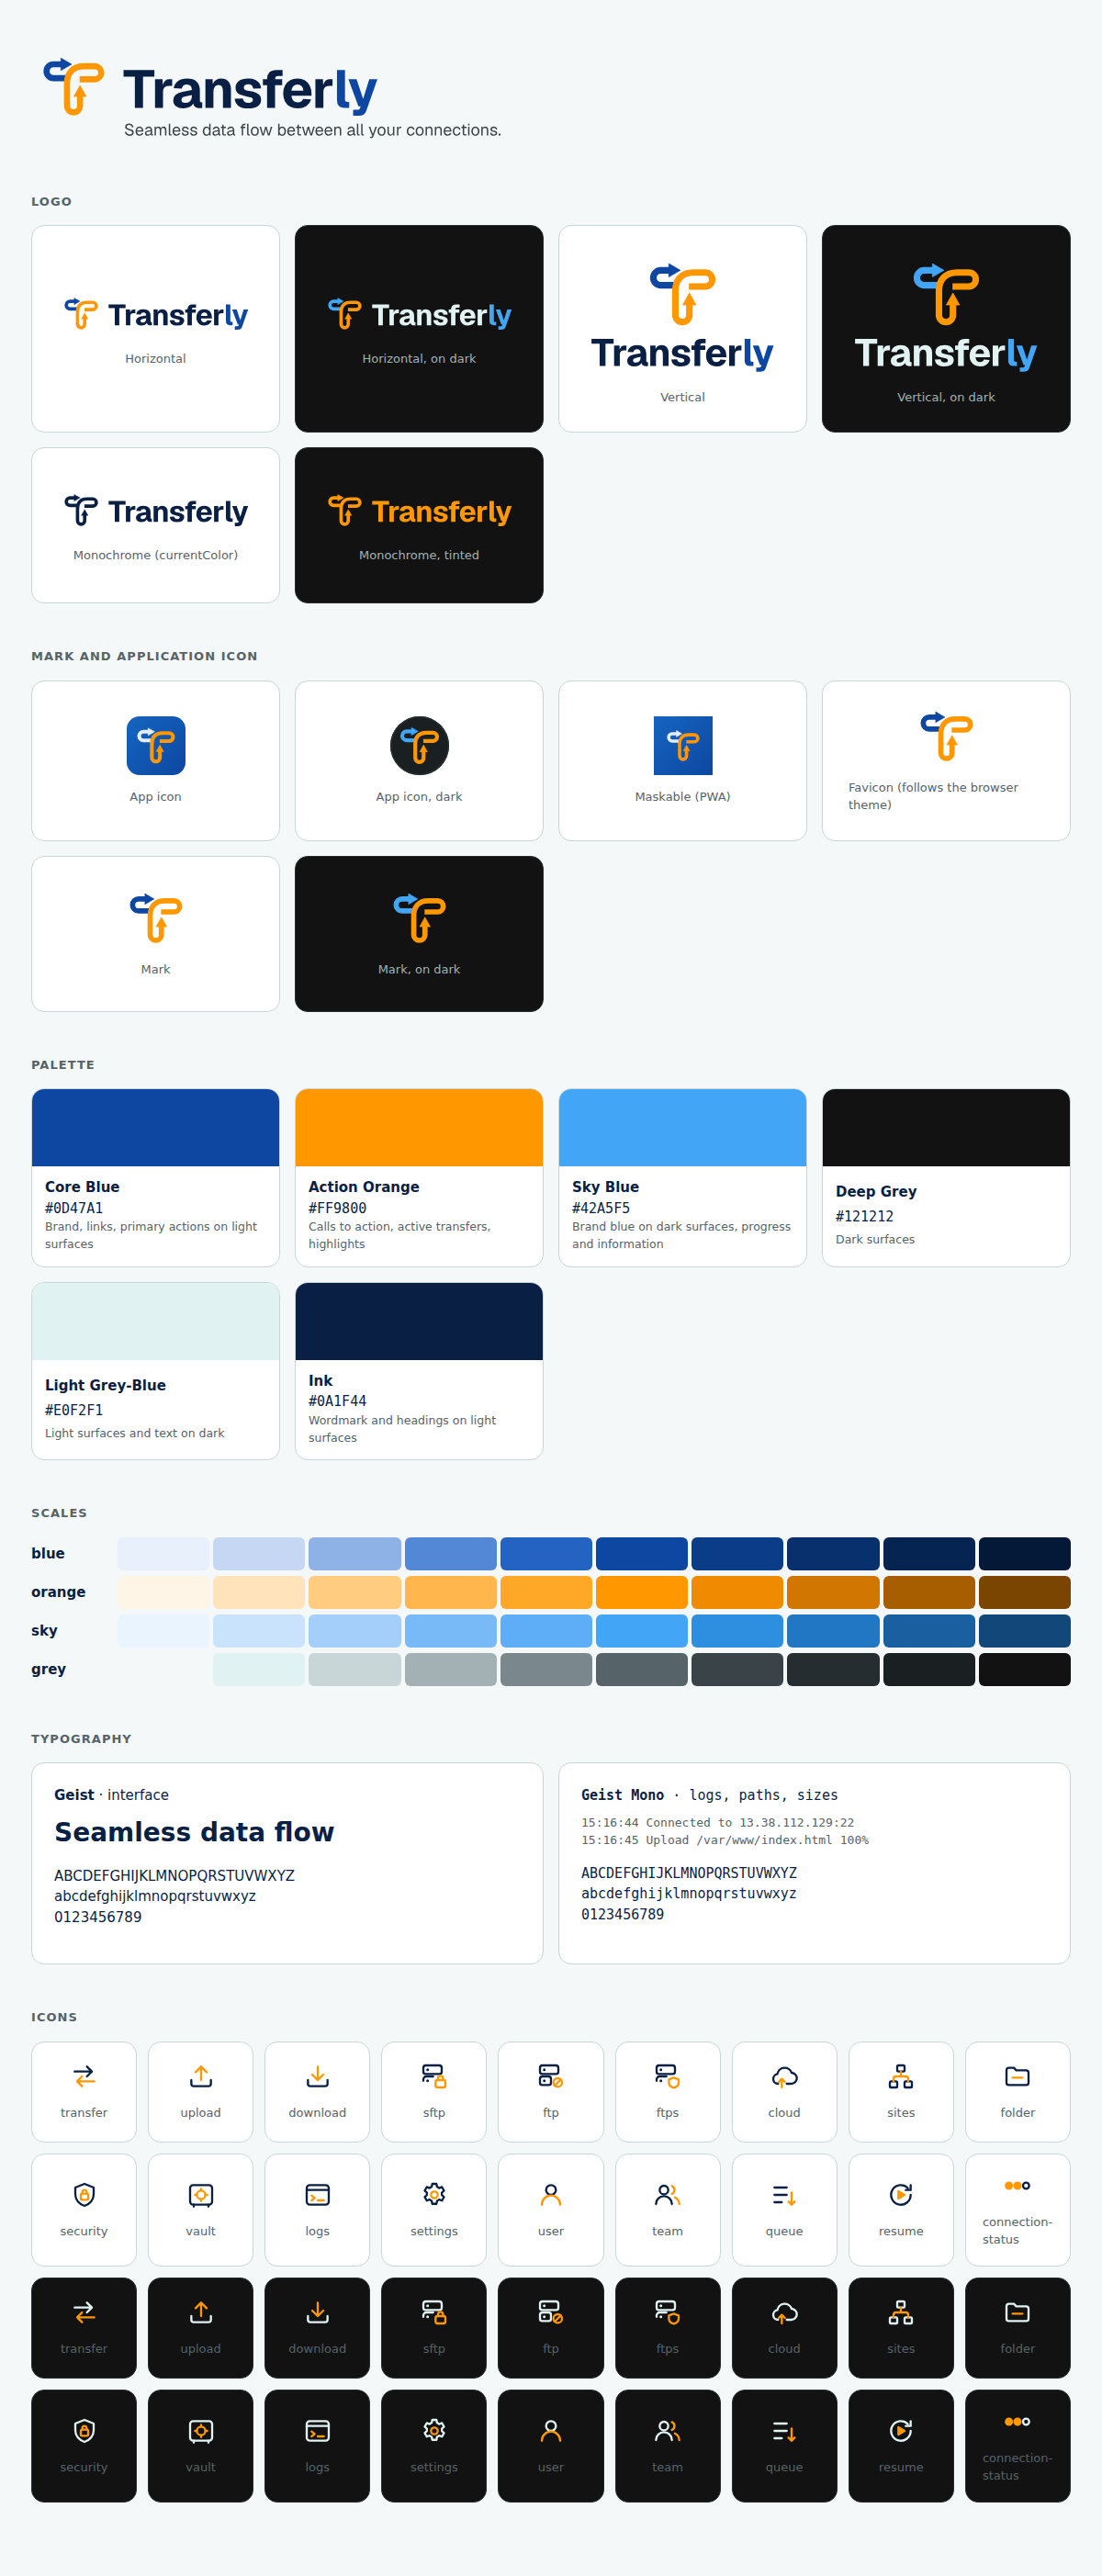 Transferly
Seamless data flow between all your connections.
LOGO
Transferly
Horizontal
Transferly
Horizontal, on dark
Transferly
Vertical
Transferly
Vertical, on dark
Transferly
Monochrome (currentColor)
Transferly
Monochrome, tinted
MARK AND APPLICATION ICON
App icon
App icon, dark
Maskable (PWA)
Favicon (follows the browser
theme)
Mark
Mark, on dark
PALETTE
Core Blue
#0D47A1
Brand, links, primary actions on light
surfaces
Action Orange
#FF9800
Calls to action, active transfers,
highlights
Sky Blue
#42A5F5
Brand blue on dark surfaces, progress
and information
Deep Grey
#121212
Dark surfaces
Light Grey-Blue
#E0F2F1
Light surfaces and text on dark
Ink
#0A1F44
Wordmark and headings on light
surfaces
SCALES
blue
orange
sky
grey
TYPOGRAPHY
Geist · interface
Seamless data flow
ABCDEFGHIJKLMNOPQRSTUVWXYZ
abcdefghijklmnopqrstuvwxyz
0123456789
Geist Mono · logs, paths, sizes
15:16:44 Connected to 13.38.112.129:22
15:16:45 Upload /var/www/index.html 100%
ABCDEFGHIJKLMNOPQRSTUVWXYZ
abcdefghijklmnopqrstuvwxyz
0123456789
ICONS
transfer
upload
download
sftp
ftp
ftps
cloud
sites
folder
security
vault
logs
settings
user
team
queue
resume
connection-
status
transfer
upload
download
sftp
ftp
ftps
cloud
sites
folder
security
vault
logs
settings
user
team
queue
resume
connection-
status